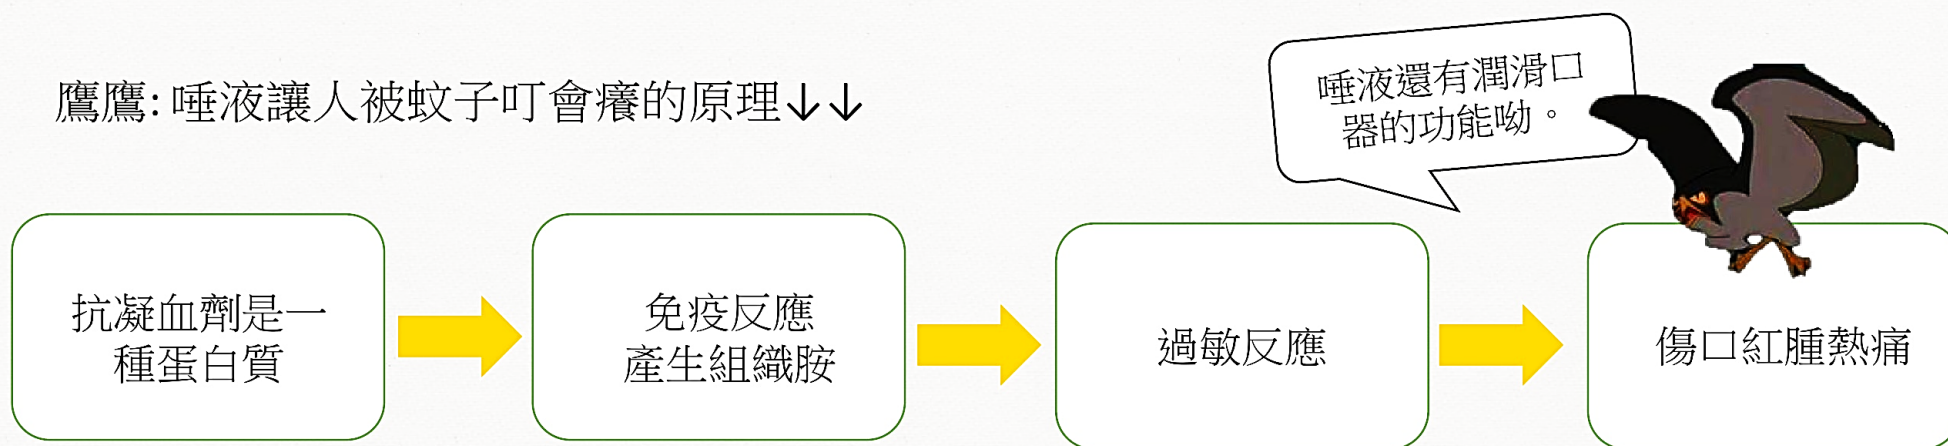 鷹鷹:唾液讓人被蚊子叮會癢的原理↓↓
唾液還有潤滑口
器的功能呦。
抗凝血劑是一
種蛋白質
免疫反應
產生組織胺
過敏反應
傷口紅腫熱痛